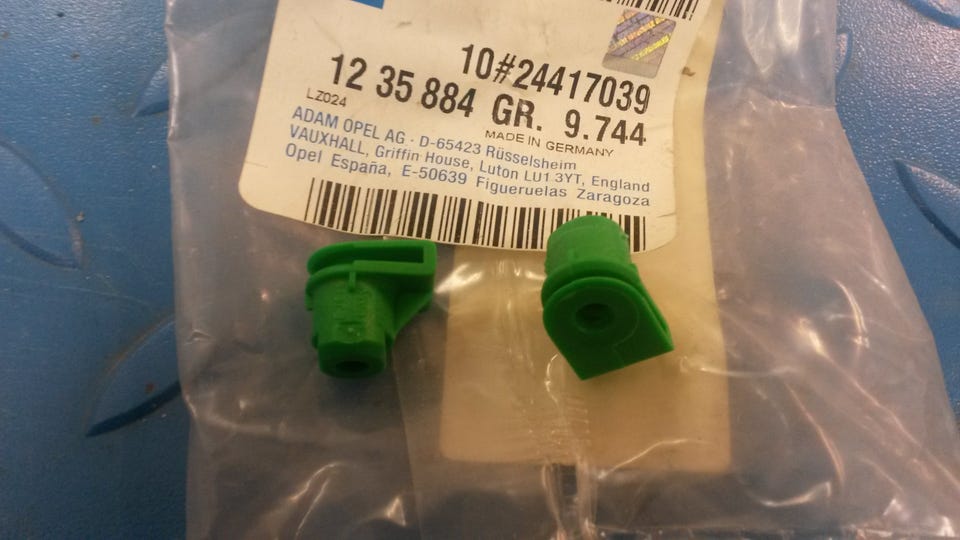 10#24417039
12 35 884 GR. 9.744
LZ024
MADE IN GERMANY
ADAM OPEL AG · D-65423 Rüsselsheim
VAUXHALL, Griffin House, Luton LU1 3YT, England
Opel España, E-50639 Figueruelas Zaragoza